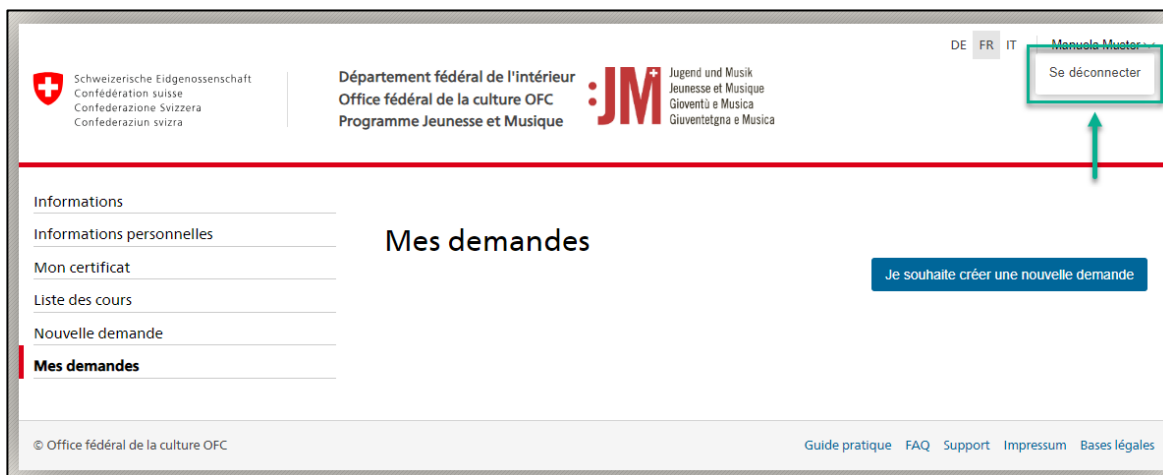 DE FR IT Manuela Muster
Se déconnecter
Schweizerische Eidgenossenschaft
Confédération suisse
Confederazione Svizzera
Confederaziun svizra
Département fédéral de l'intérieur
Office fédéral de la culture OFC
Programme Jeunesse et Musique
:JM
Jugend und Musik
Jeunesse et Musique
Gioventù e Musica
Giuventetgna e Musica
Informations
Informations personnelles
Mon certificat
Liste des cours
Nouvelle demande
Mes demandes
Mes demandes
Je souhaite créer une nouvelle demande
© Office fédéral de la culture OFC
Guide pratique FAQ Support Impressum Bases légales